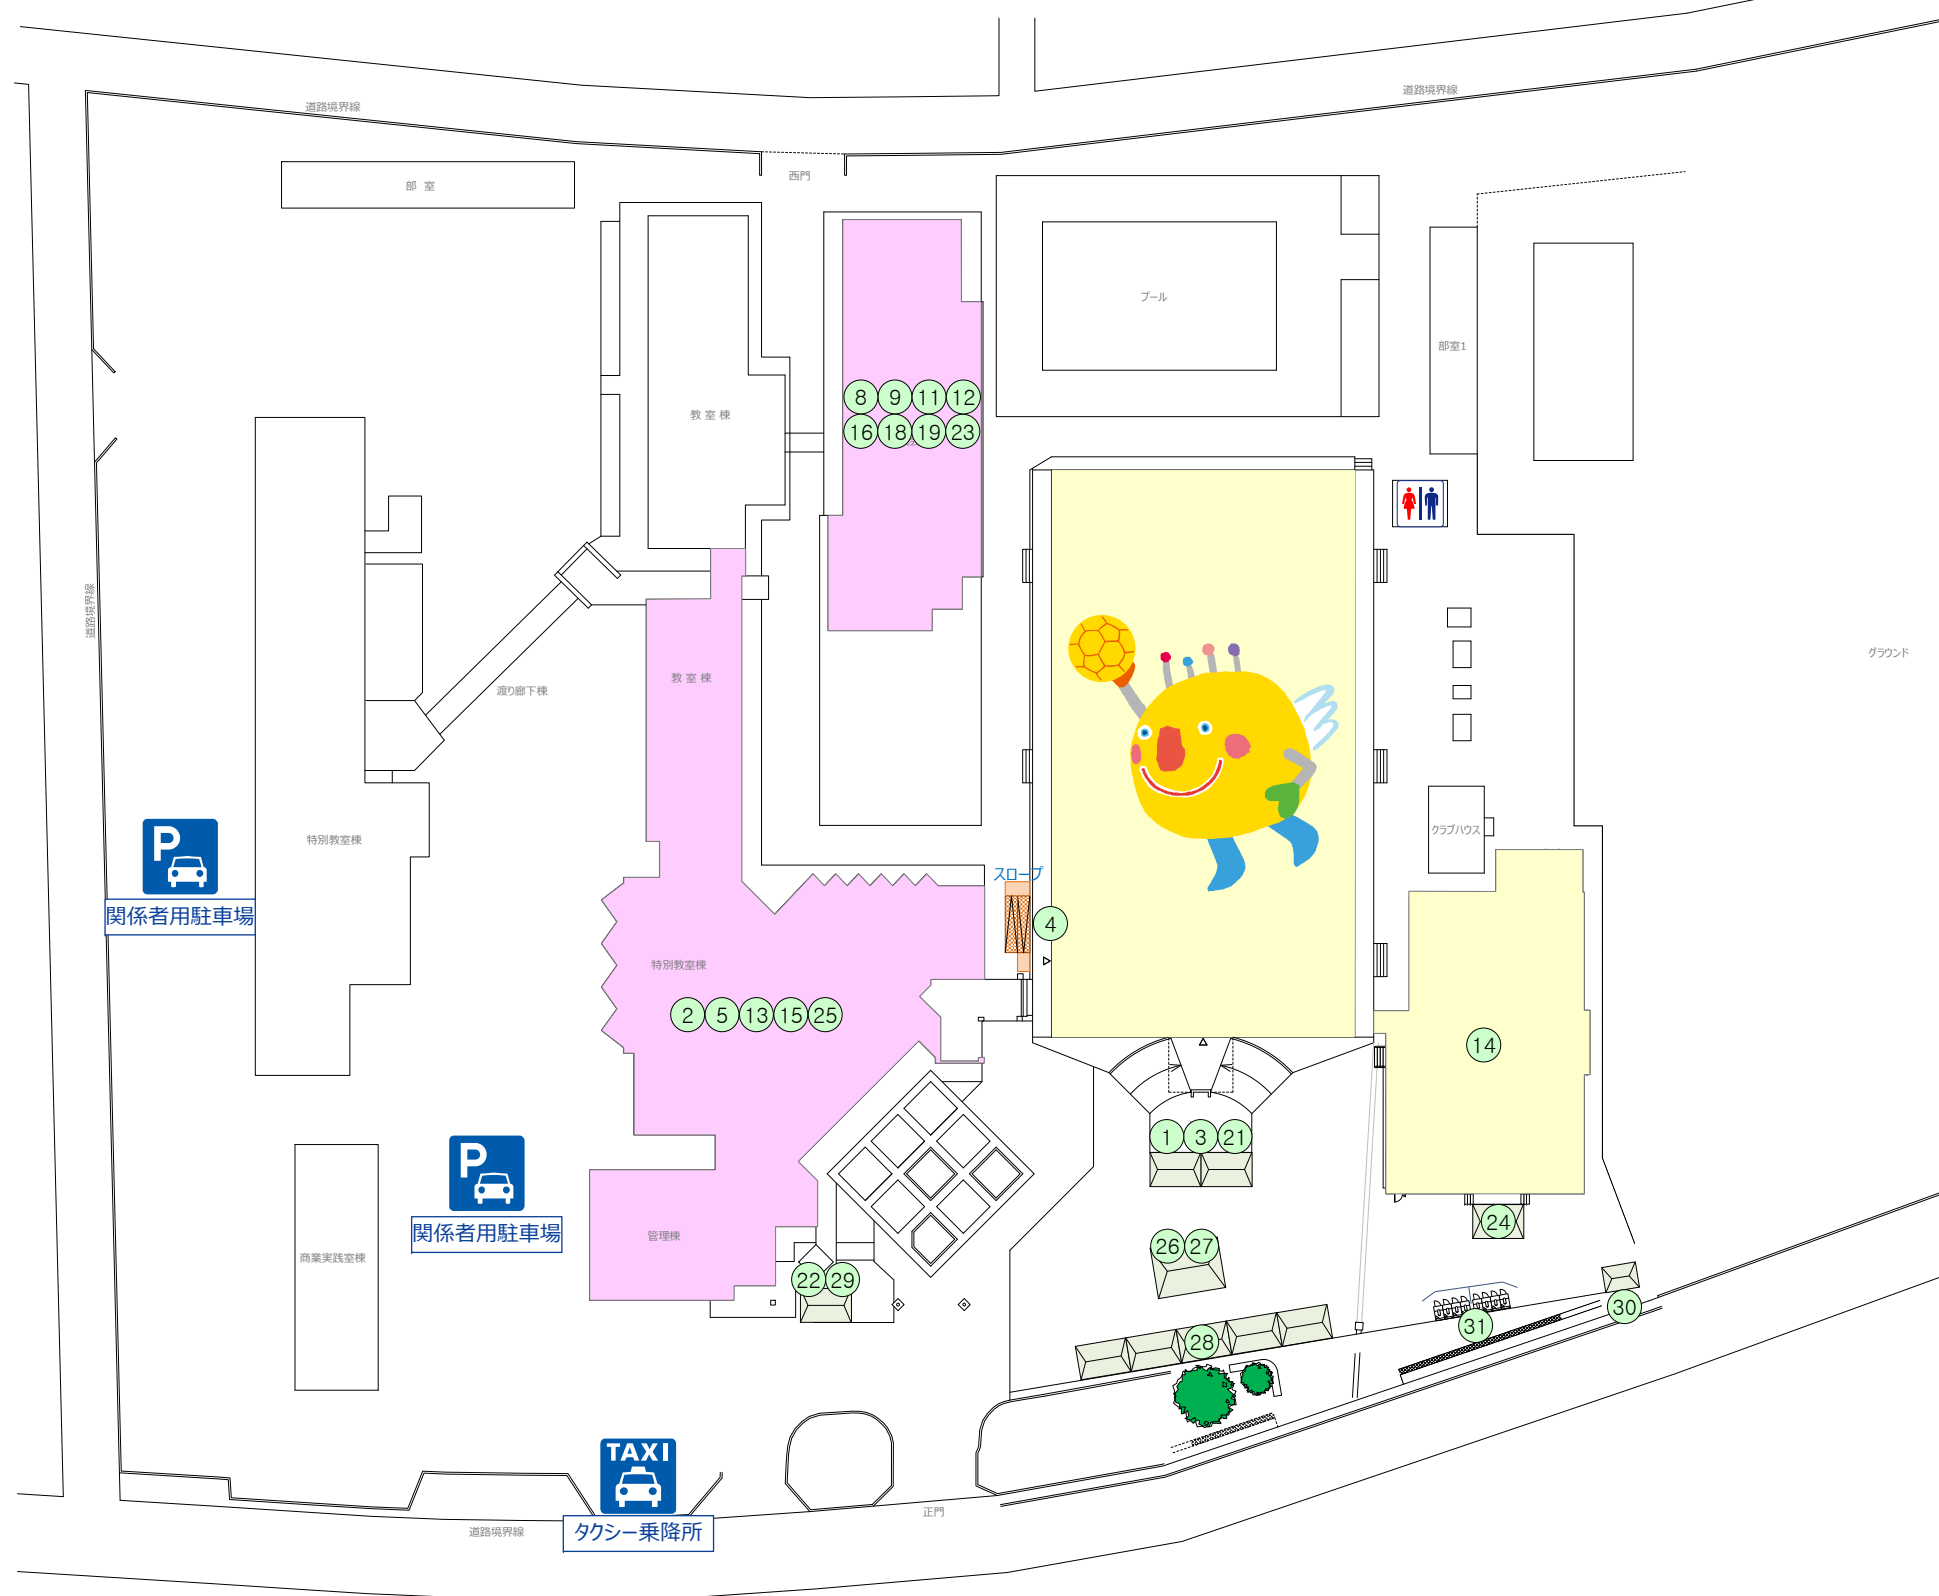 道路境界線
道路境界線
西門
部 室
プール
部室1
教 室 棟
8 9 11 12
16 18 19 23
道路境界線
グラウンド
教 室 棟
渡り廊下棟
特別教室棟
クラブハウス
P
関係者用駐車場
スロープ
4
特別教室棟
2 5 13 15 25
14
1 3 21
P
関係者用駐車場
24
管理棟
商業実践室棟
26 27
22 29
30
31
28
TAXI
タクシー乗降所
道路境界線
正門